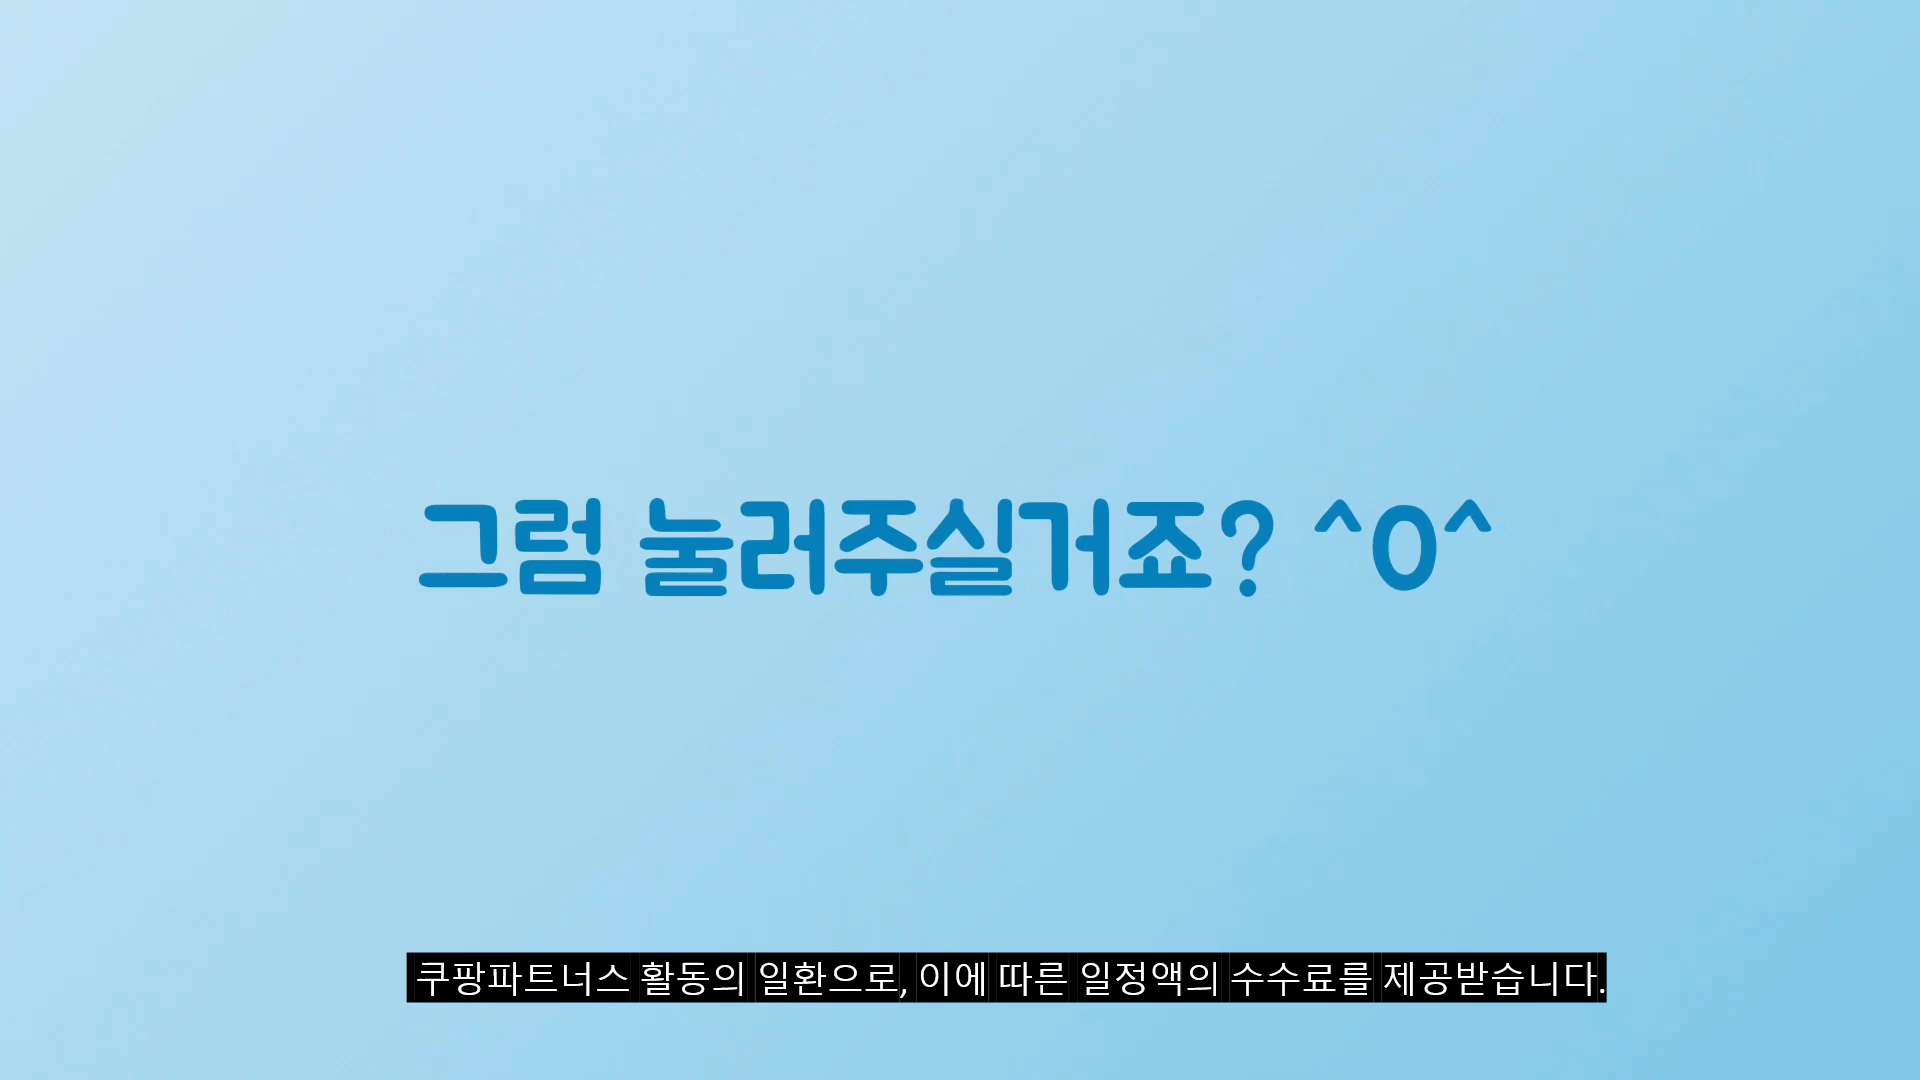 그럼 눌러주실거죠? ^0^
쿠팡파트너스 활동의 일환으로, 이에 따른 일정액의 수수료를 제공받습니다.